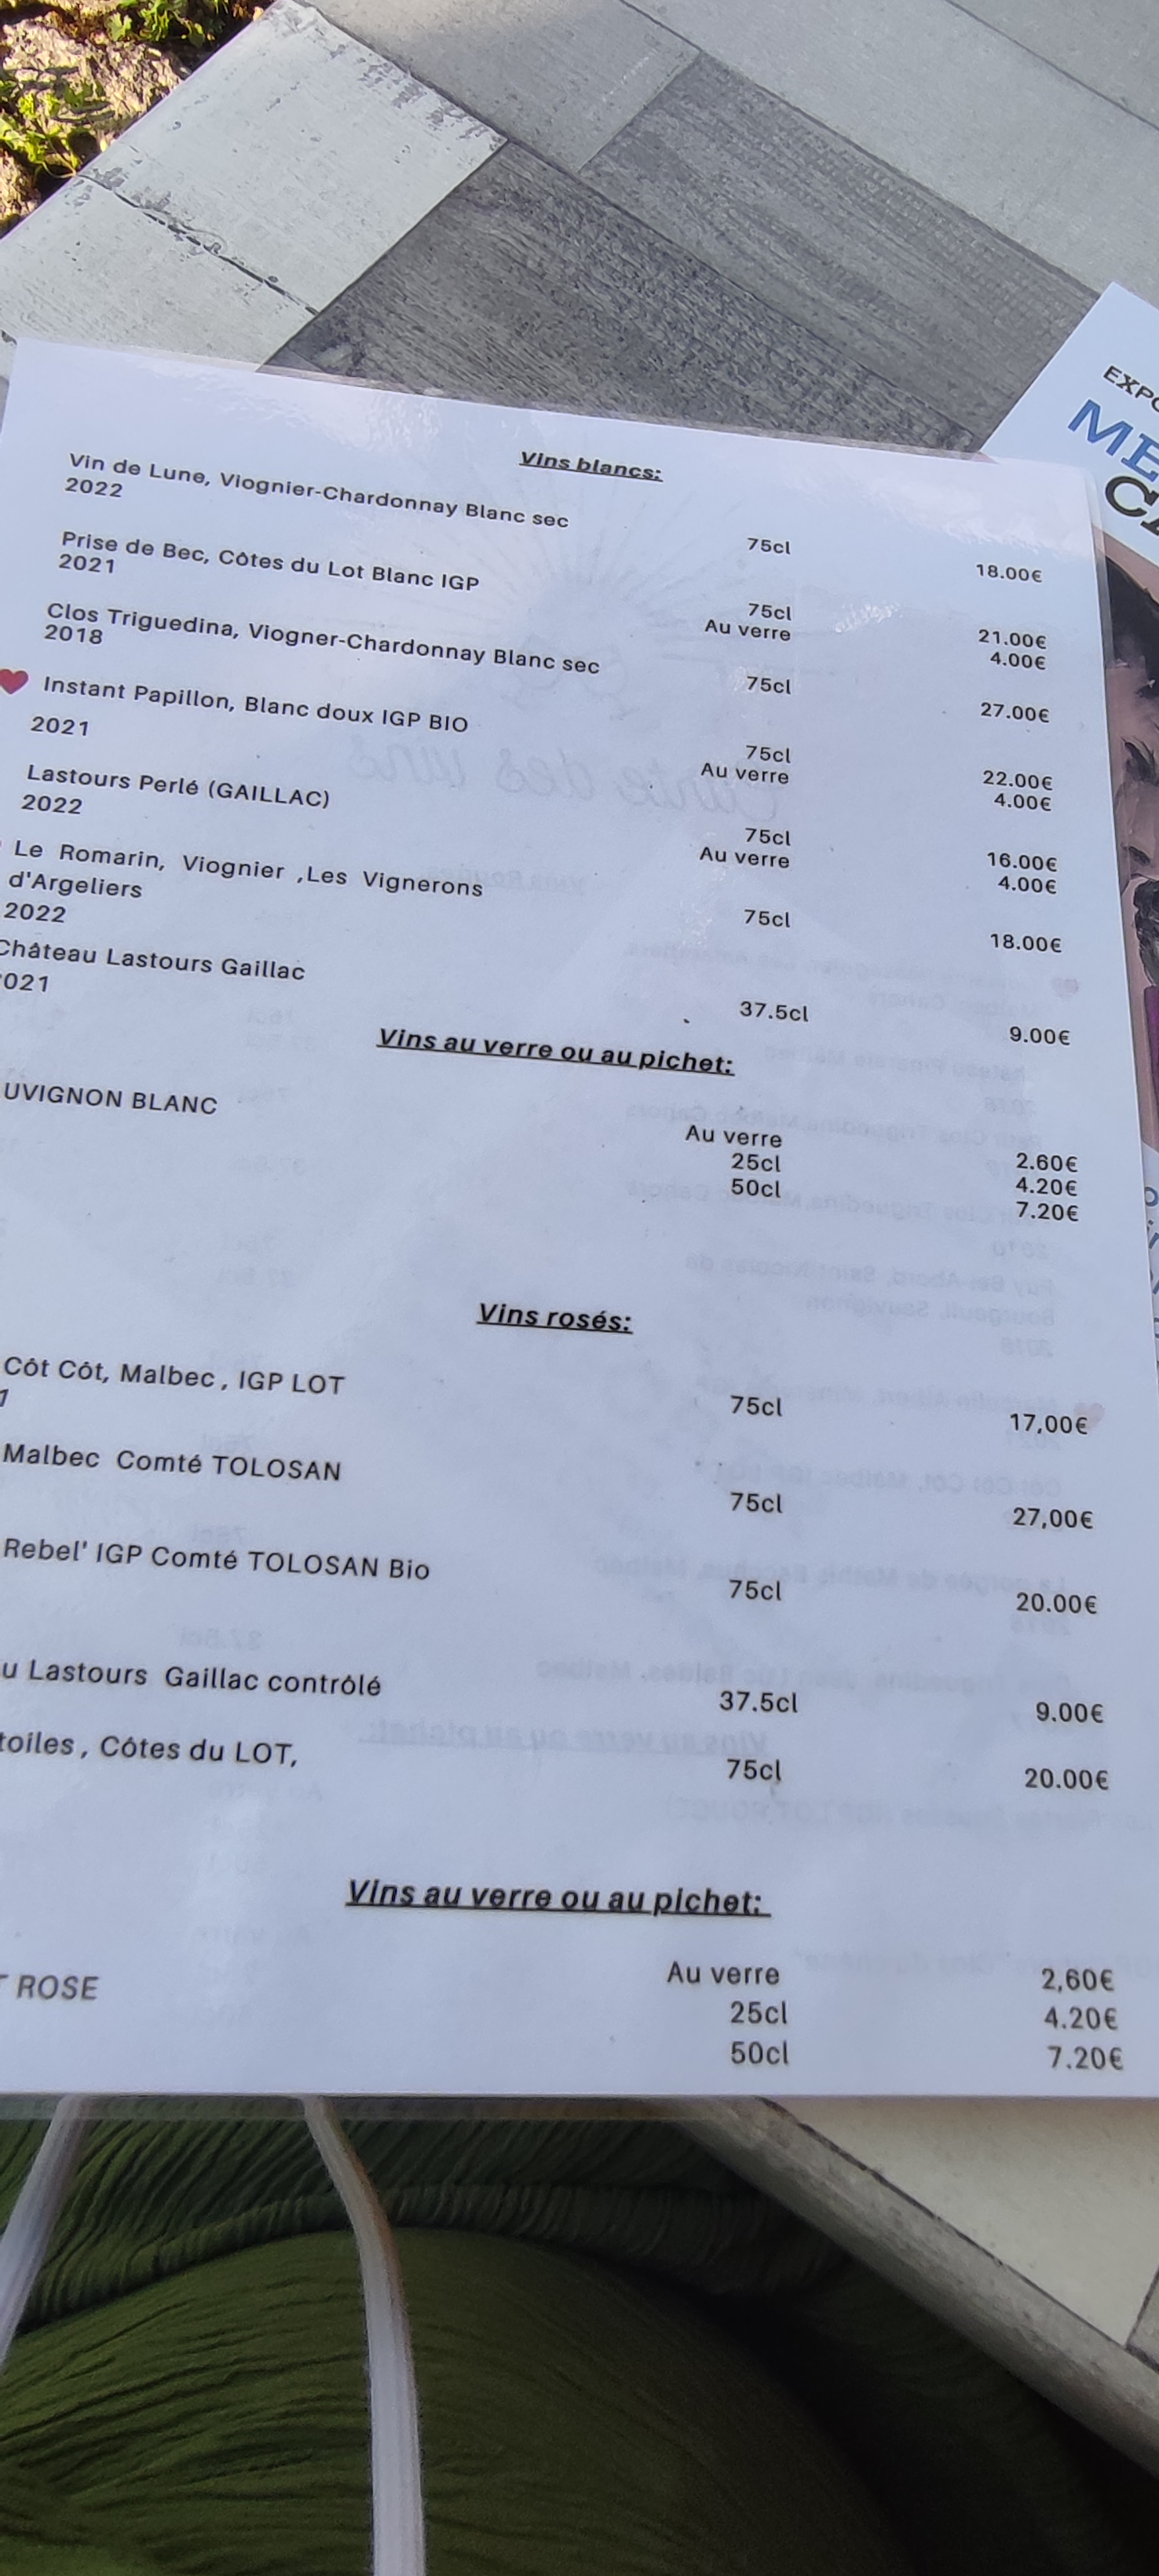 Vins blancs:
Vin de Lune, Viognier-Chardonnay Blanc sec
2022
75cl 18.00€
Prise de Bec, Côtes du Lot Blanc IGP
2021
75cl 21.00€
Au verre 4.00€
Clos Triguedina, Viogner-Chardonnay Blanc sec
2018
75cl 27.00€
Instant Papillon, Blanc doux IGP BIO
2021
75cl 22.00€
Au verre 4.00€
Lastours Perlé (GAILLAC)
2022
75cl 16.00€
Au verre 4.00€
Le Romarin, Viognier ,Les Vignerons
d'Argeliers
2022
75cl 18.00€
Château Lastours Gaillac
021
37.5cl 9.00€
Vins au verre ou au pichet:
UVIGNON BLANC
Au verre 2.60€
25cl 4.20€
50cl 7.20€
Vins rosés:
Côt Côt, Malbec , IGP LOT
1
75cl 17,00€
Malbec Comté TOLOSAN
75cl 27,00€
Rebel' IGP Comté TOLOSAN Bio
75cl 20.00€
u Lastours Gaillac contrôlé
37.5cl 9.00€
toiles , Côtes du LOT,
75cl 20.00€
Vins au verre ou au pichet:
T ROSE
Au verre 2,60€
25cl 4.20€
50cl 7.20€
EXPO
ME
CA